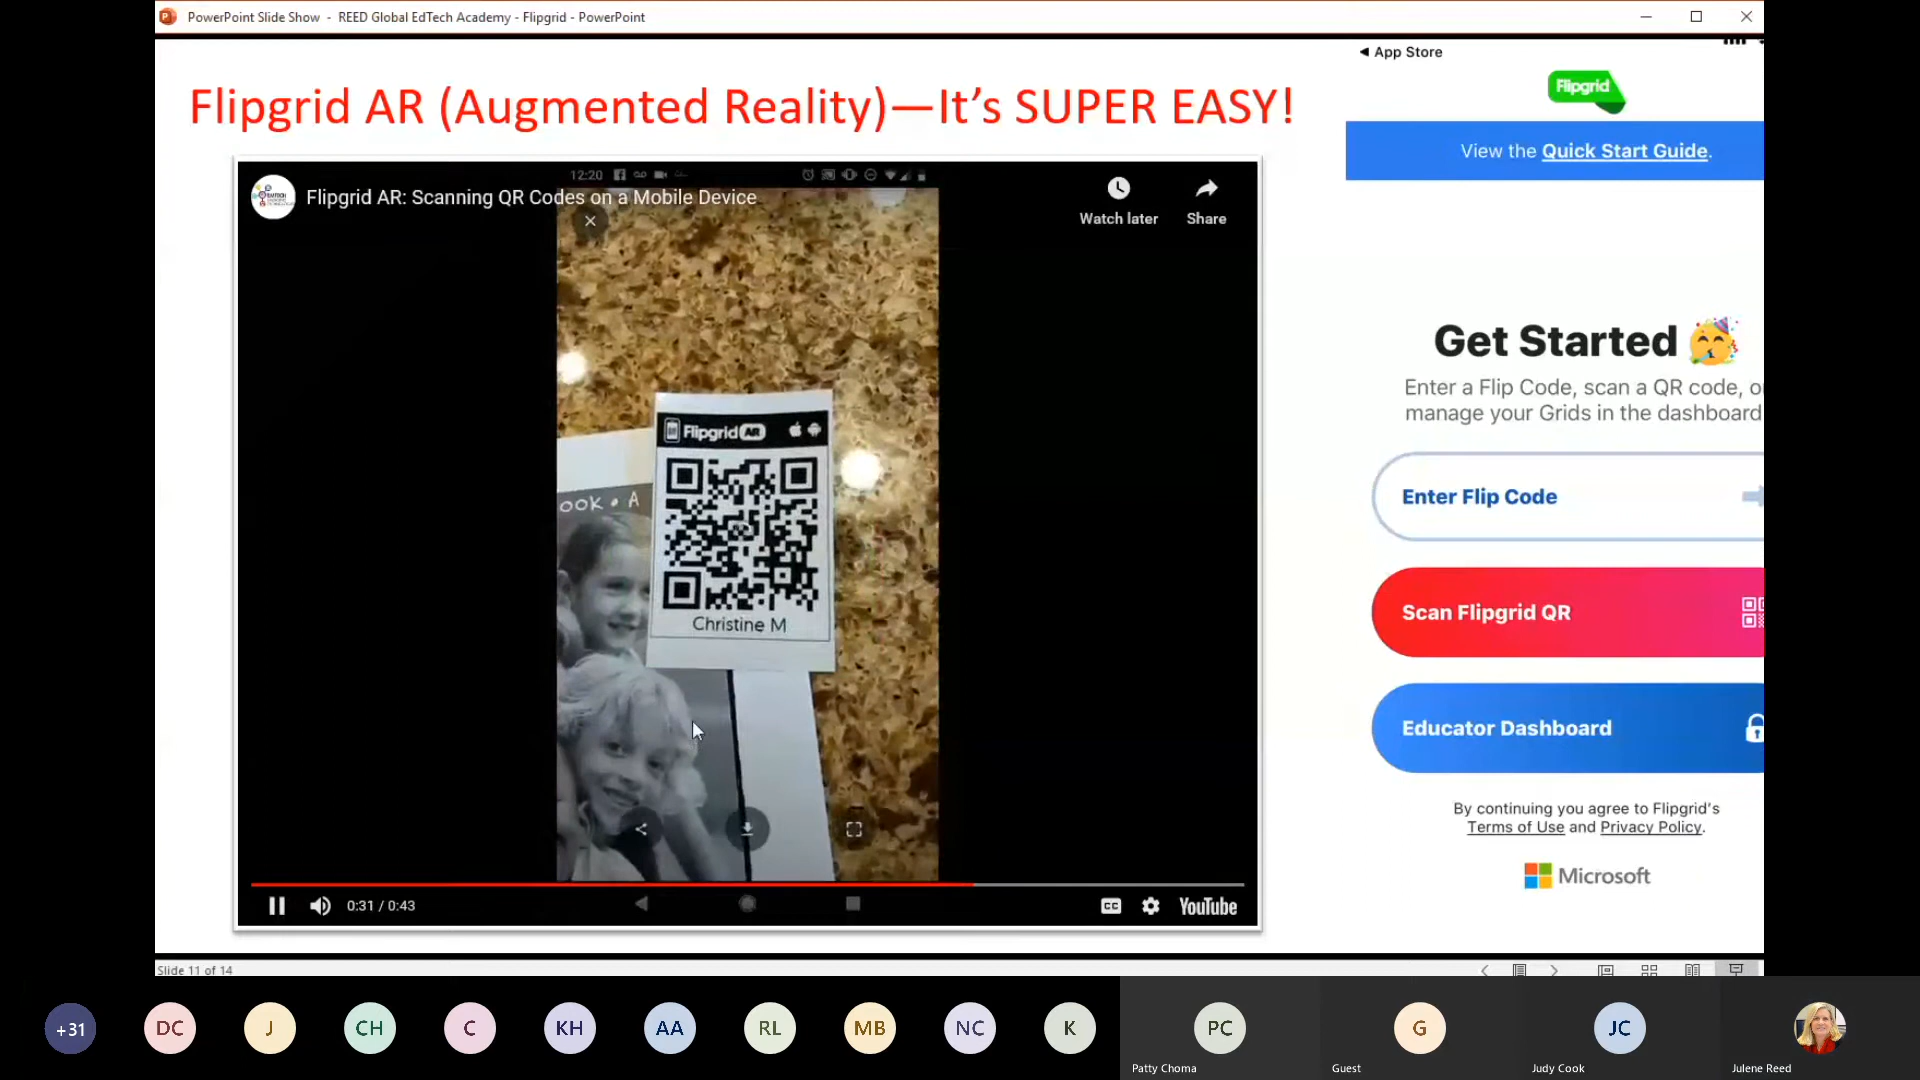 PowerPoint Slide Show - REED Global EdTech Academy - Flipgrid - PowerPoint
App Store
Flipgrid AR (Augmented Reality)—It's SUPER EASY!
Flipgrid
View the Quick Start Guide.
12:20
Flipgrid AR: Scanning QR Codes on a Mobile Device
Watch later
Share
Flipgrid AR
OOK • A
Christine M
Get Started
Enter a Flip Code, scan a QR code, o
manage your Grids in the dashboard
Enter Flip Code
Scan Flipgrid QR
Educator Dashboard
By continuing you agree to Flipgrid's
Terms of Use and Privacy Policy.
Microsoft
0:31 / 0:43
CC
YouTube
Slide 11 of 14
+31
DC
J
CH
C
KH
AA
RL
MB
NC
K
PC
G
JC
Patty Choma
Guest
Judy Cook
Julene Reed